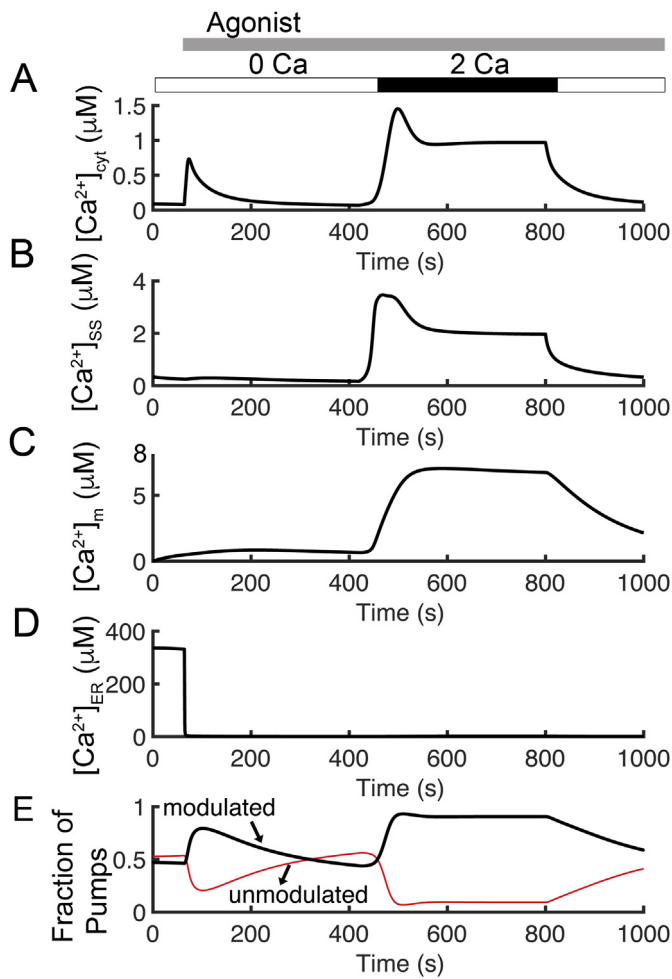 Agonist
0 Ca 2 Ca
A
[Ca²⁺]cyt (μM)
1.5
1
0.5
0
0 200 400 600 800 1000
Time (s)
B
[Ca²⁺]SS (μM)
4
2
0
0 200 400 600 800 1000
Time (s)
C
[Ca²⁺]m (μM)
8
5
0
0 200 400 600 800 1000
Time (s)
D
[Ca²⁺]ER (μM)
400
200
0
0 200 400 600 800 1000
Time (s)
E
Fraction of
Pumps
1
0.5
0
modulated
unmodulated
0 200 400 600 800 1000
Time (s)